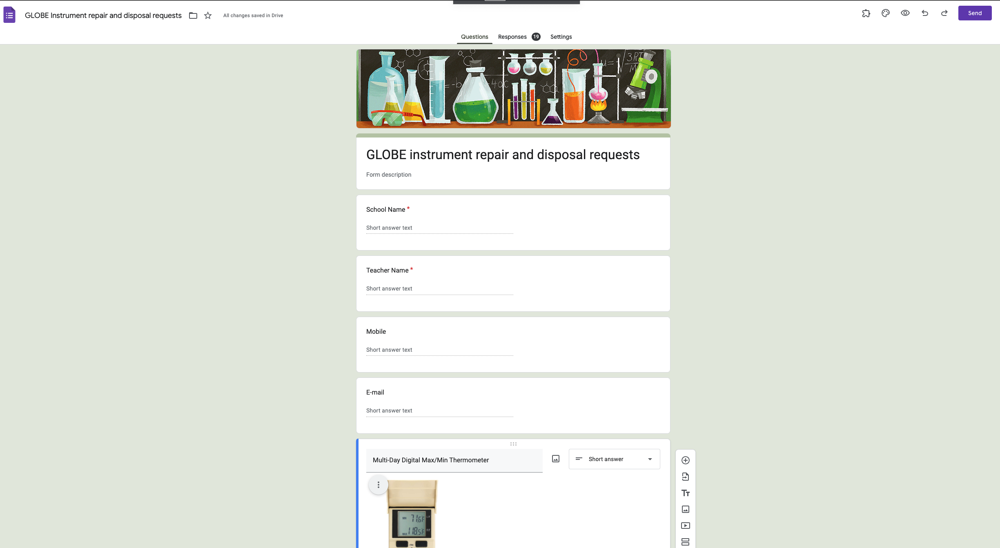 GLOBE Instrument repair and disposal requests
All changes saved in Drive
Send
Questions
Responses 19
Settings
GLOBE instrument repair and disposal requests
Form description
School Name *
Short answer text
Teacher Name *
Short answer text
Mobile
Short answer text
E-mail
Short answer text
Multi-Day Digital Max/Min Thermometer
Short answer
MIN 71.6F
MAX 118.5F
ON